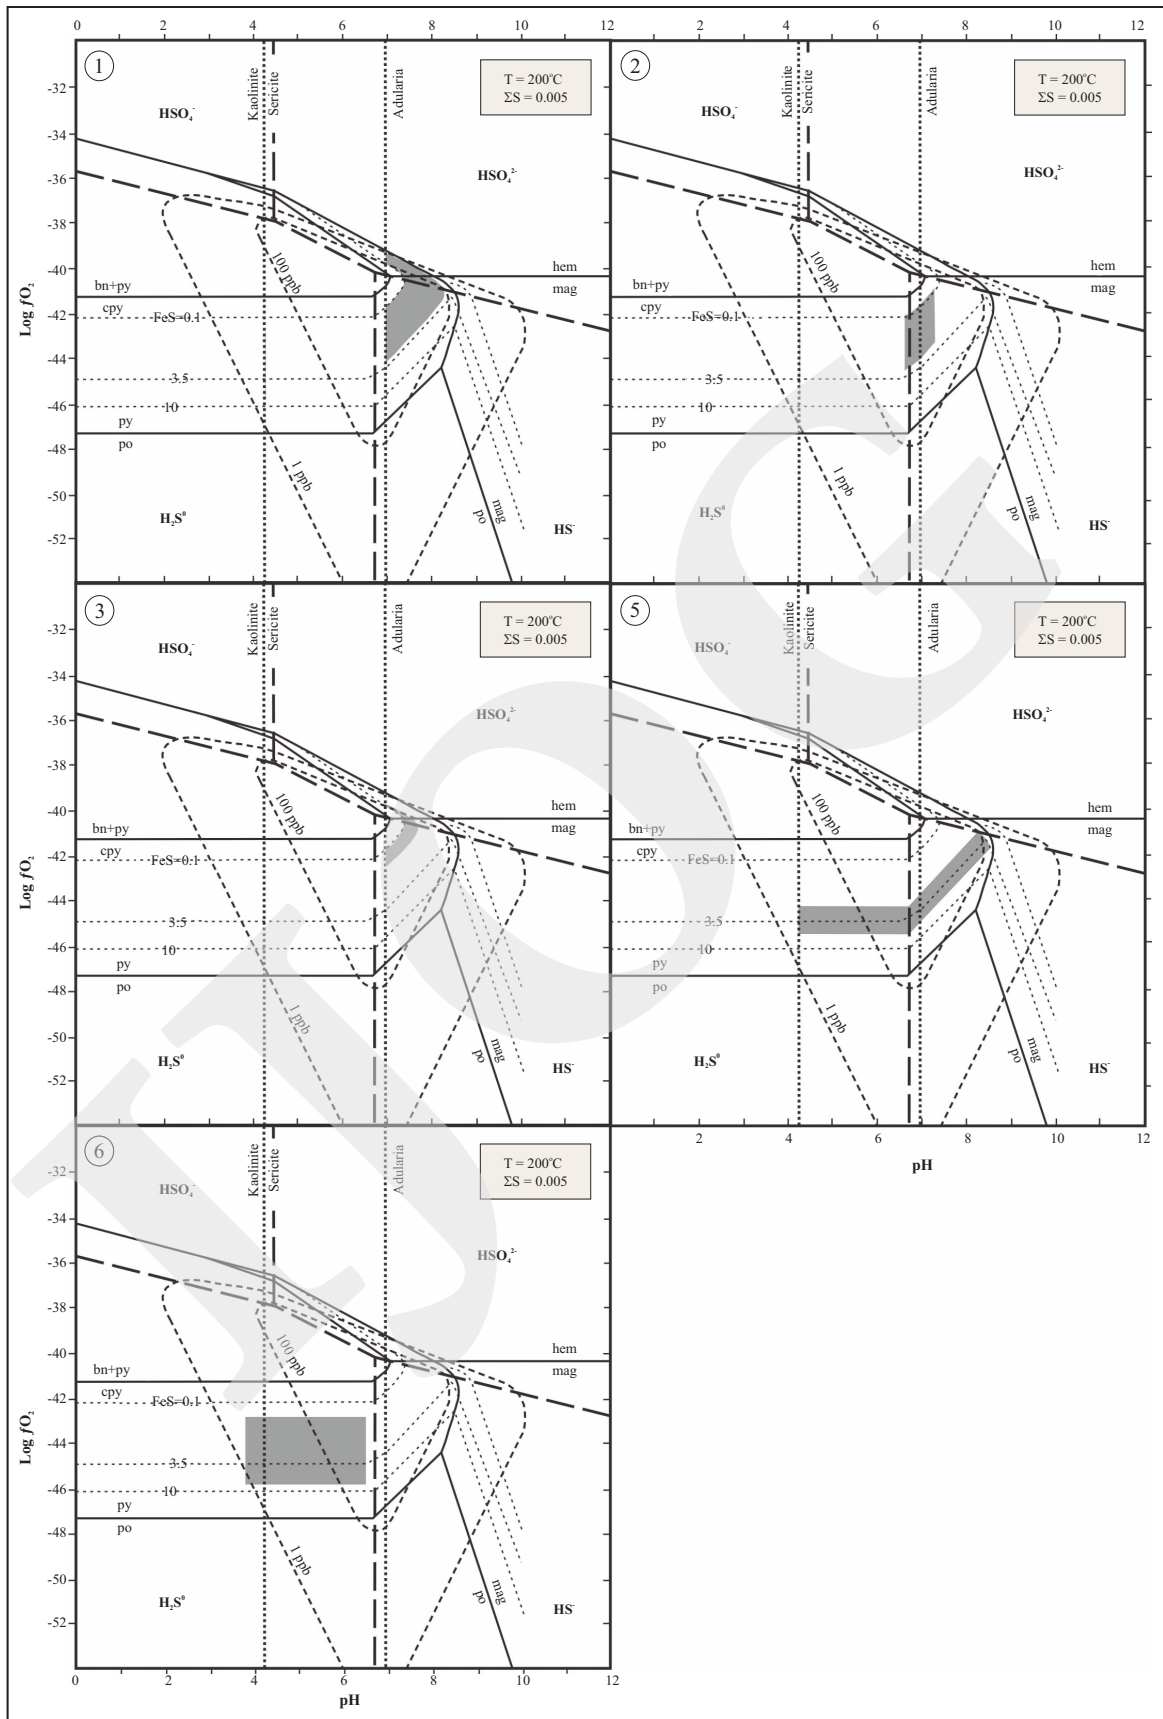 0 2 4 6 8 10 12
2 4 6 8 10 12
1
Kaolinite
Sericite
Adularia
T = 200°C
ΣS = 0.005
HSO₄⁻
HSO₄²⁻
-32
-34
-36
-38
-40
-42
-44
-46
-48
-50
-52
Log fO₂
100 ppb
hem
mag
bn+py
cpy
FeS=0.1
3.5
10
py
po
1 ppb
mag
po
H₂S⁰
HS⁻
2
Kaolinite
Sericite
Adularia
T = 200°C
ΣS = 0.005
HSO₄⁻
HSO₄²⁻
100 ppb
hem
mag
bn+py
cpy
FeS=0.1
3.5
10
py
po
1 ppb
mag
po
H₂S⁰
HS⁻
3
Kaolinite
Sericite
Adularia
T = 200°C
ΣS = 0.005
HSO₄⁻
HSO₄²⁻
-32
-34
-36
-38
-40
-42
-44
-46
-48
-50
-52
Log fO₂
100 ppb
hem
mag
bn+py
cpy
FeS=0.1
3.5
10
py
po
1 ppb
mag
po
H₂S⁰
HS⁻
5
Kaolinite
Sericite
Adularia
T = 200°C
ΣS = 0.005
HSO₄⁻
HSO₄²⁻
100 ppb
hem
mag
bn+py
cpy
FeS=0.1
3.5
10
py
po
1 ppb
mag
po
H₂S⁰
HS⁻
2 4 6 8 10 12
pH
6
Kaolinite
Sericite
Adularia
T = 200°C
ΣS = 0.005
HSO₄⁻
HSO₄²⁻
-32
-34
-36
-38
-40
-42
-44
-46
-48
-50
-52
Log fO₂
100 ppb
hem
mag
bn+py
cpy
FeS=0.1
3.5
10
py
po
1 ppb
mag
po
H₂S⁰
HS⁻
0 2 4 6 8 10 12
pH
IJOG